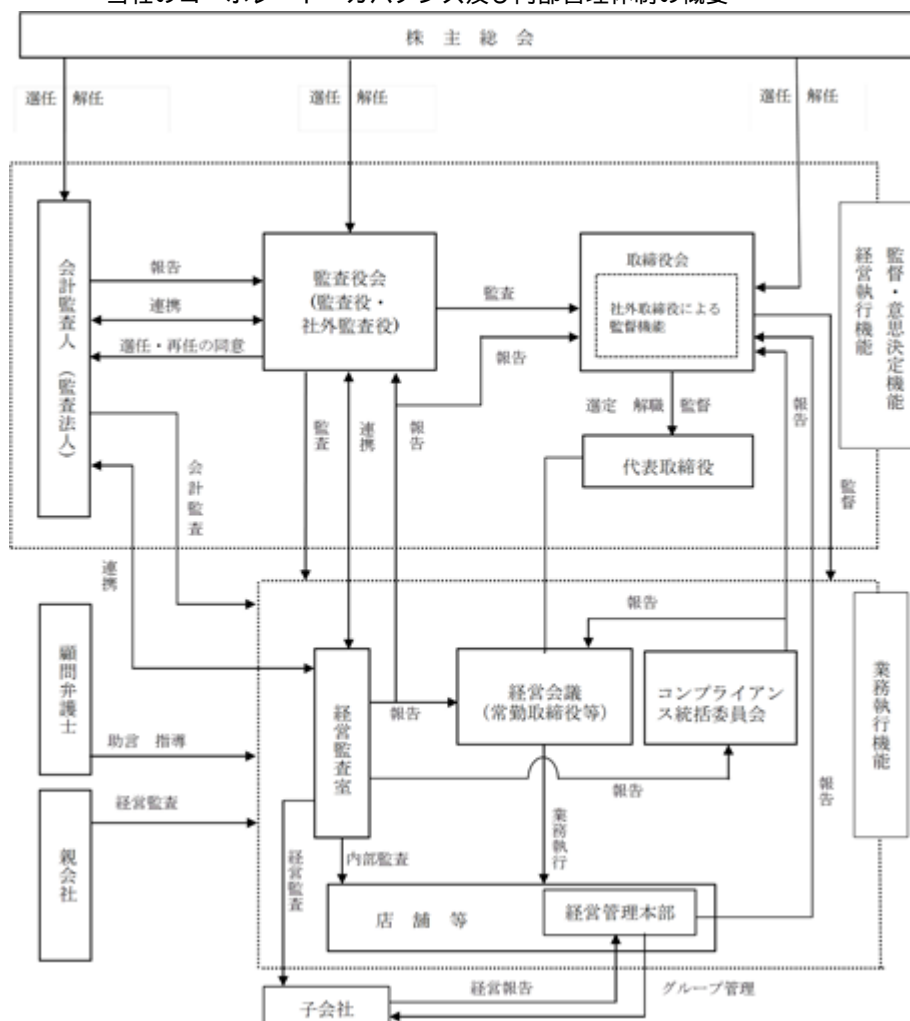 当社のコーポレート・ガバナンス及び内部管理体制の概要
株 主 総 会
選任 解任
選任 解任
選任 解任
会計監査人（監査法人）
報告
連携
選任・再任の同意
監査役会
(監査役・
社外監査役)
監査
報告
取締役会
社外取締役による
監督機能
監督・意思決定機能
経営執行機能
選定 解職 監督
代表取締役
会計監査
監査
連携
報告
報告
監督
連携
顧問弁護士
助言 指導
親会社
経営監査
報告
経営監査室
報告
経営会議
(常勤取締役等)
コンプライアン
ス統括委員会
業務執行機能
報告
報告
業務執行
経営監査
内部監査
店 舗 等
経営管理本部
子会社
経営報告
グループ管理